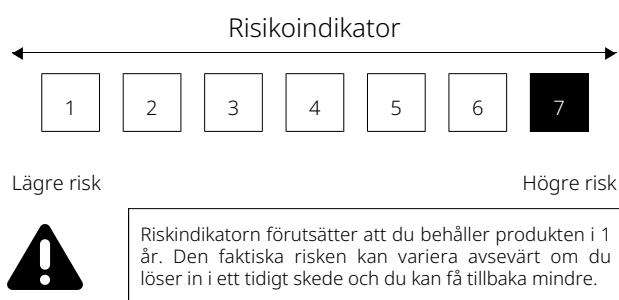 Risikoindikator
1 2 3 4 5 6 7
Lägre risk Högre risk
Riskindikatorn förutsätter att du behåller produkten i 1
år. Den faktiska risken kan variera avsevärt om du
löser in i ett tidigt skede och du kan få tillbaka mindre.